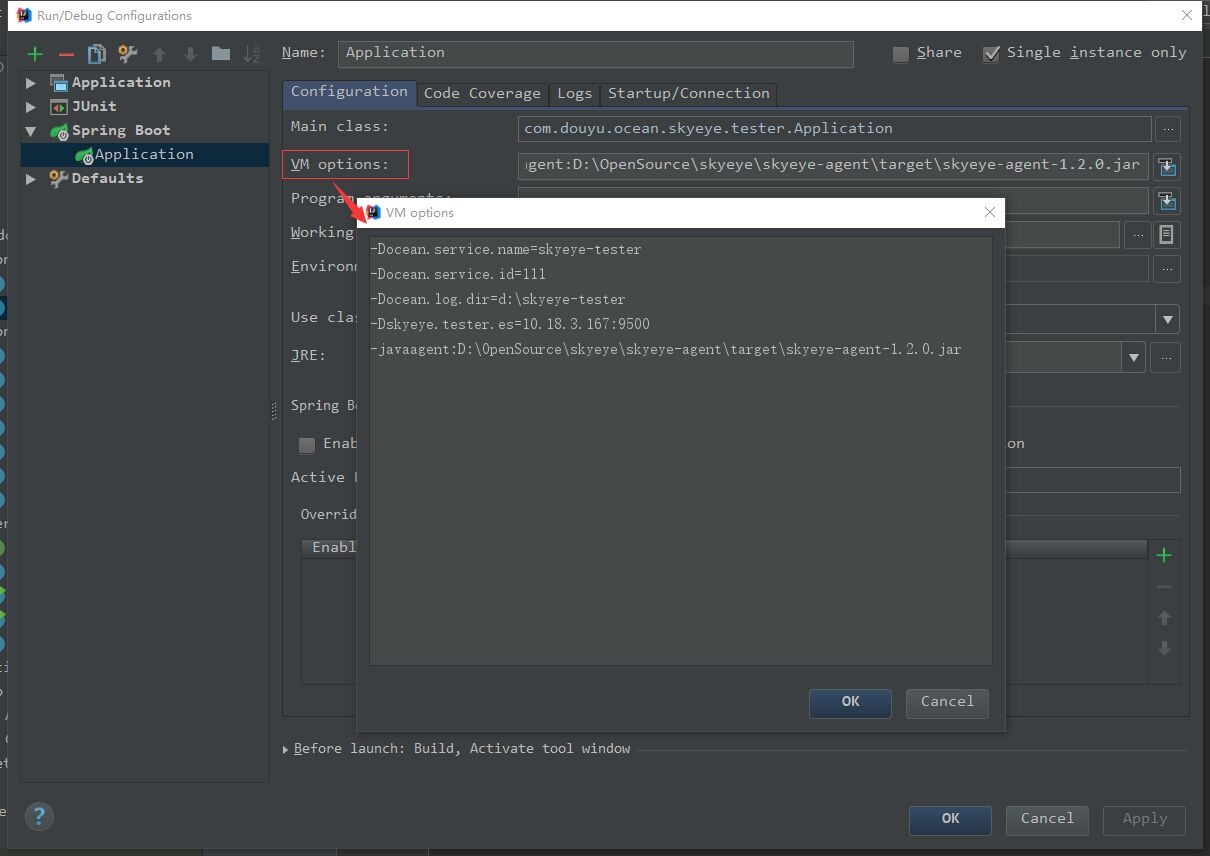 Run/Debug Configurations
Name: Application
Share
Single instance only
Application
JUnit
Spring Boot
Application
Defaults
Configuration
Code Coverage
Logs
Startup/Connection
Main class: com.douyu.ocean.skyeye.tester.Application
VM options: gent:D:\OpenSource\skyeye\skyeye-agent\target\skyeye-agent-1.2.0.jar
Program arguments:
Working
Environ
Use clas
JRE:
Spring Bo
Enab
on
Active
Overrid
Enabl
VM options
-Docean.service.name=skyeye-tester
-Docean.service.id=111
-Docean.log.dir=d:\skyeye-tester
-Dskyeye.tester.es=10.18.3.167:9500
-javaagent:D:\OpenSource\skyeye\skyeye-agent\target\skyeye-agent-1.2.0.jar
OK
Cancel
Before launch: Build, Activate tool window
?
OK
Cancel
Apply